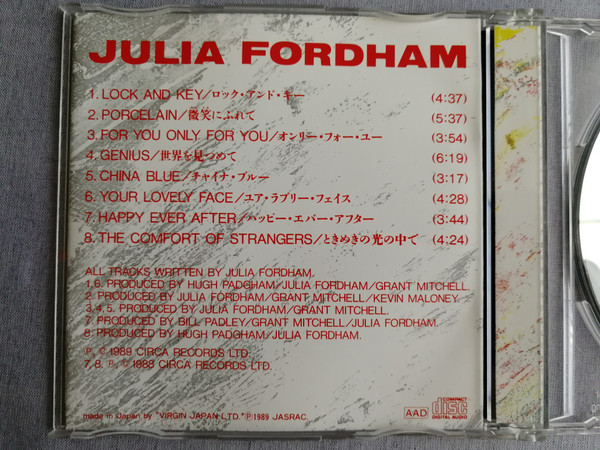 JULIA FORDHAM
1. LOCK AND KEY/ロック・アンド・キー (4:37)
2. PORCELAIN/微笑にふれて (5:37)
3. FOR YOU ONLY FOR YOU/オンリー・フォー・ユー (3:54)
4. GENIUS/世界を見つめて (6:19)
5. CHINA BLUE/チャイナ・ブルー (3:17)
6. YOUR LOVELY FACE/ユア・ラブリー・フェイス (4:28)
7. HAPPY EVER AFTER/ハッピー・エバー・アフター (3:44)
8. THE COMFORT OF STRANGERS/ときめきの光の中で (4:24)
ALL TRACKS WRITTEN BY JULIA FORDHAM.
1, 6. PRODUCED BY HUGH PADGHAM/JULIA FORDHAM/GRANT MITCHELL.
2. PRODUCED BY JULIA FORDHAM/GRANT MITCHELL/KEVIN MALONEY.
3, 4, 5. PRODUCED BY JULIA FORDHAM/GRANT MITCHELL.
7. PRODUCED BY BILL PADLEY/GRANT MITCHELL/JULIA FORDHAM.
8. PRODUCED BY HUGH PADGHAM/JULIA FORDHAM.
℗, © 1989 CIRCA RECORDS LTD.
7, 8. ℗, © 1988 CIRCA RECORDS LTD.
made in Japan by "VIRGIN JAPAN LTD." ℗1989 JASRAC.
AAD
COMPACT
disc
DIGITAL AUDIO